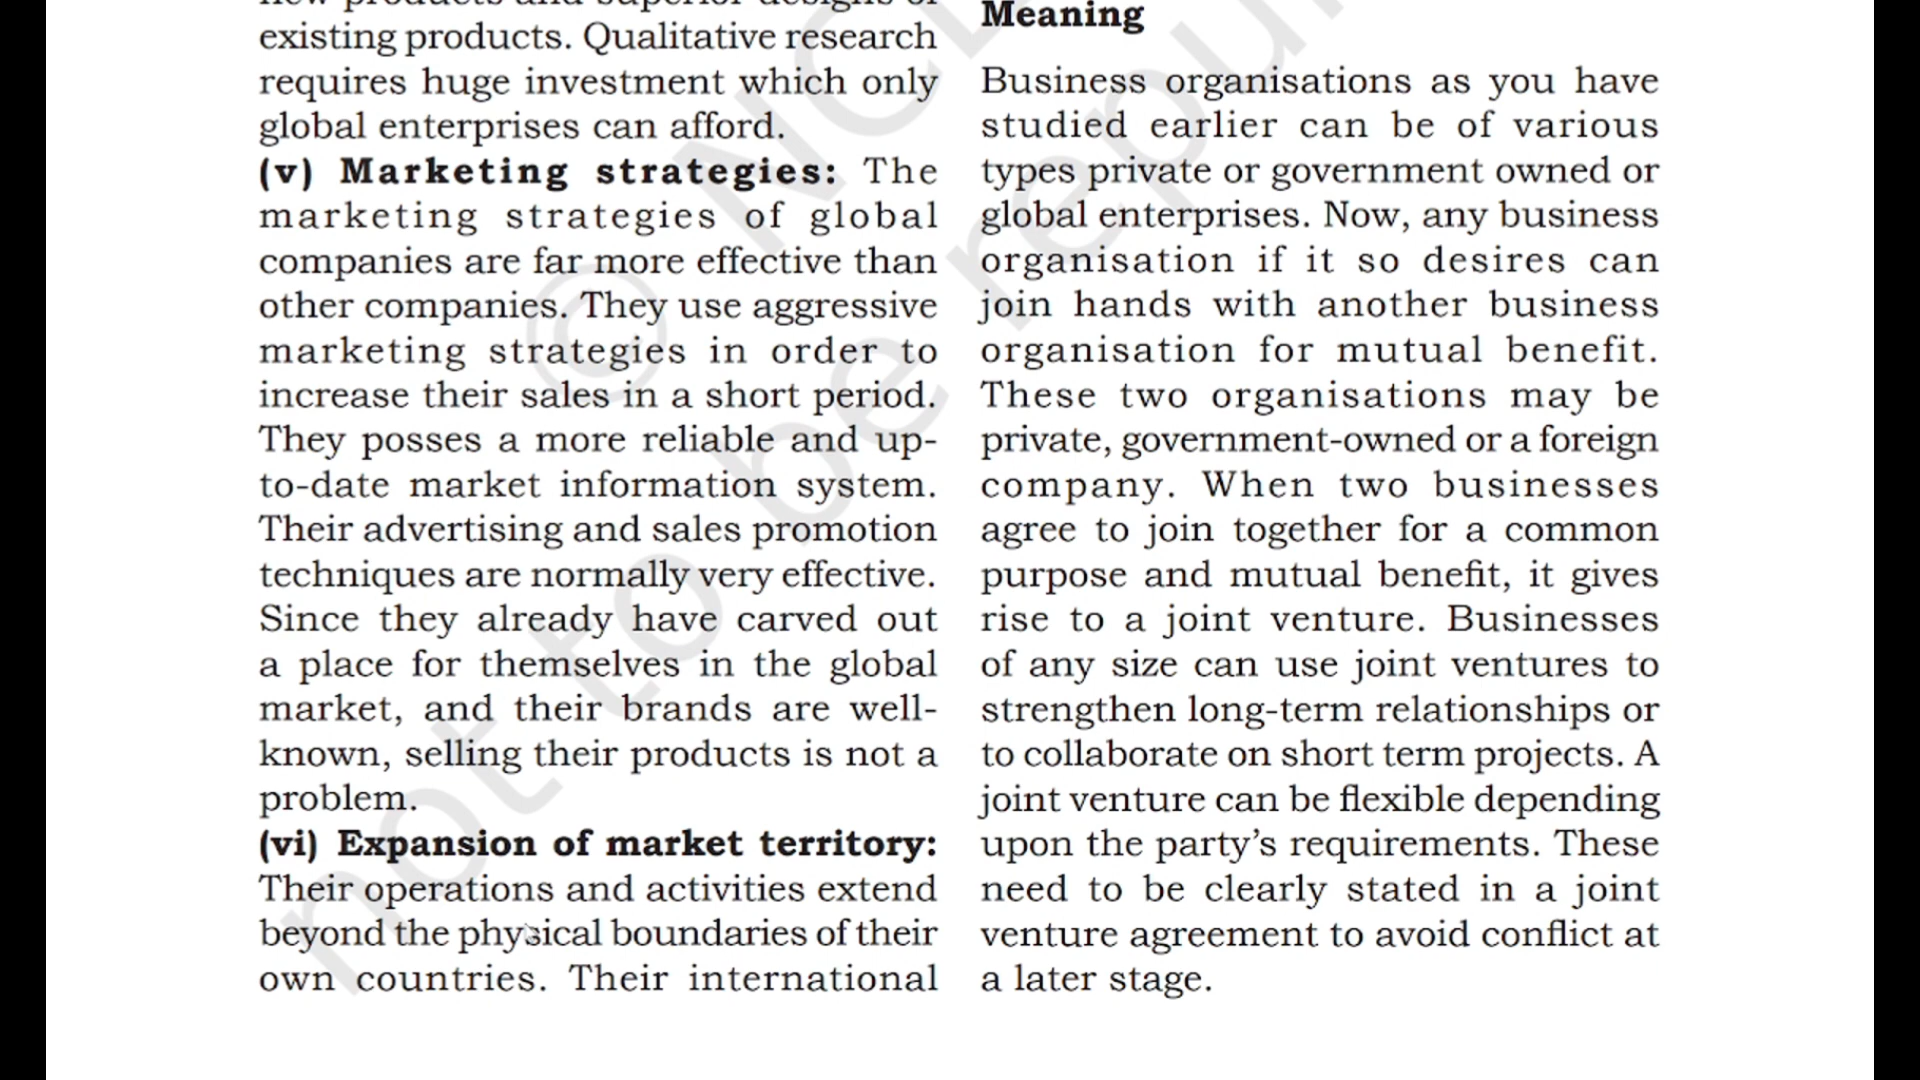 new products and superior designs of
existing products. Qualitative research
requires huge investment which only
global enterprises can afford.
(v) Marketing strategies: The
marketing strategies of global
companies are far more effective than
other companies. They use aggressive
marketing strategies in order to
increase their sales in a short period.
They posses a more reliable and up-
to-date market information system.
Their advertising and sales promotion
techniques are normally very effective.
Since they already have carved out
a place for themselves in the global
market, and their brands are well-
known, selling their products is not a
problem.
(vi) Expansion of market territory:
Their operations and activities extend
beyond the physical boundaries of their
own countries. Their international
Meaning
Business organisations as you have
studied earlier can be of various
types private or government owned or
global enterprises. Now, any business
organisation if it so desires can
join hands with another business
organisation for mutual benefit.
These two organisations may be
private, government-owned or a foreign
company. When two businesses
agree to join together for a common
purpose and mutual benefit, it gives
rise to a joint venture. Businesses
of any size can use joint ventures to
strengthen long-term relationships or
to collaborate on short term projects. A
joint venture can be flexible depending
upon the party’s requirements. These
need to be clearly stated in a joint
venture agreement to avoid conflict at
a later stage.
© NCE
not to be repu